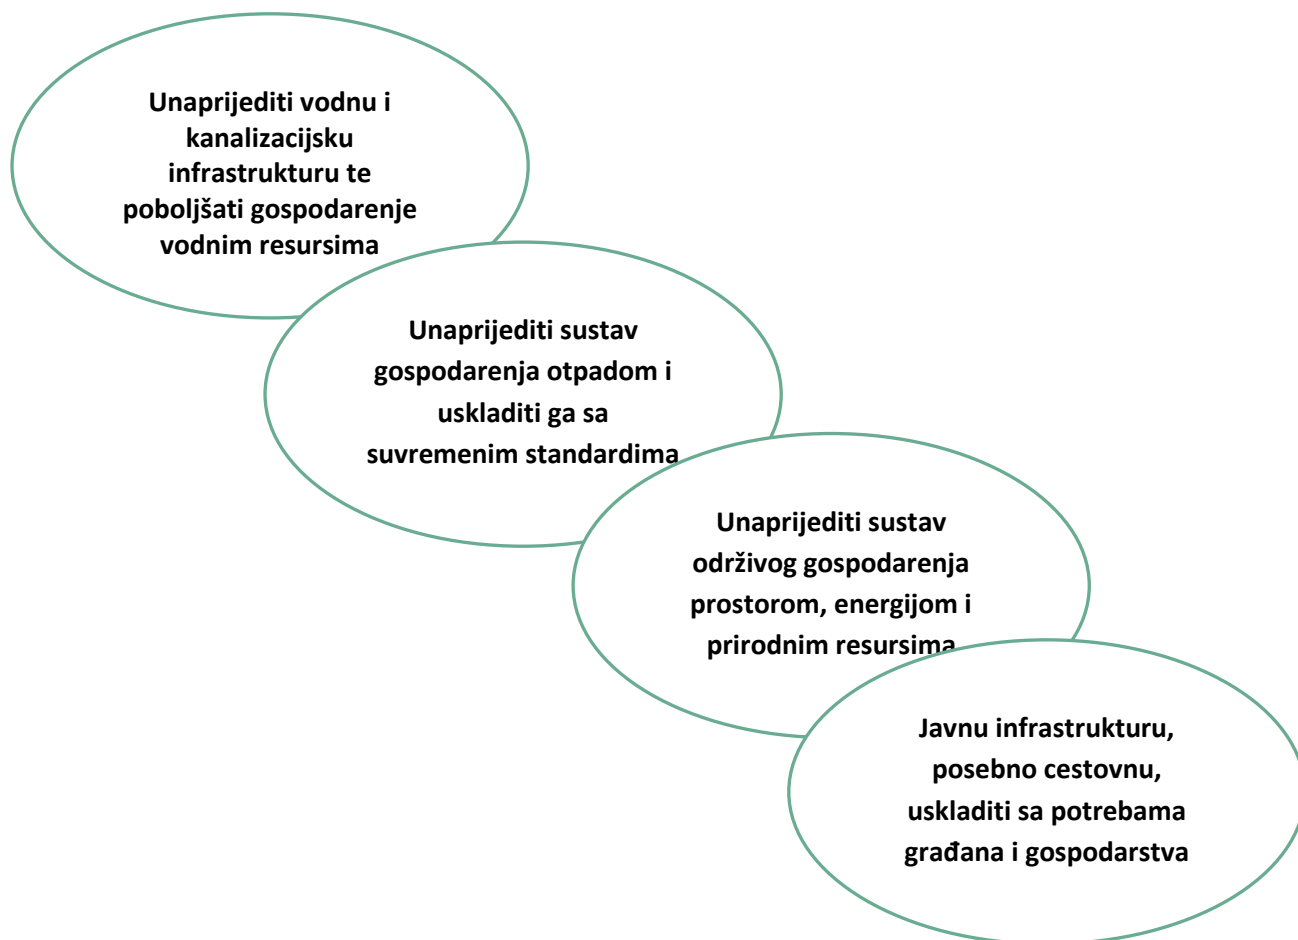 Unaprijediti vodnu i
kanalizacijsku
infrastrukturu te
poboljšati gospodarenje
vodnim resursima
Unaprijediti sustav
gospodarenja otpadom i
uskladiti ga sa
suvremenim standardima
Unaprijediti sustav
održivog gospodarenja
prostorom, energijom i
prirodnim resursima
Javnu infrastrukturu,
posebno cestovnu,
uskladiti sa potrebama
građana i gospodarstva